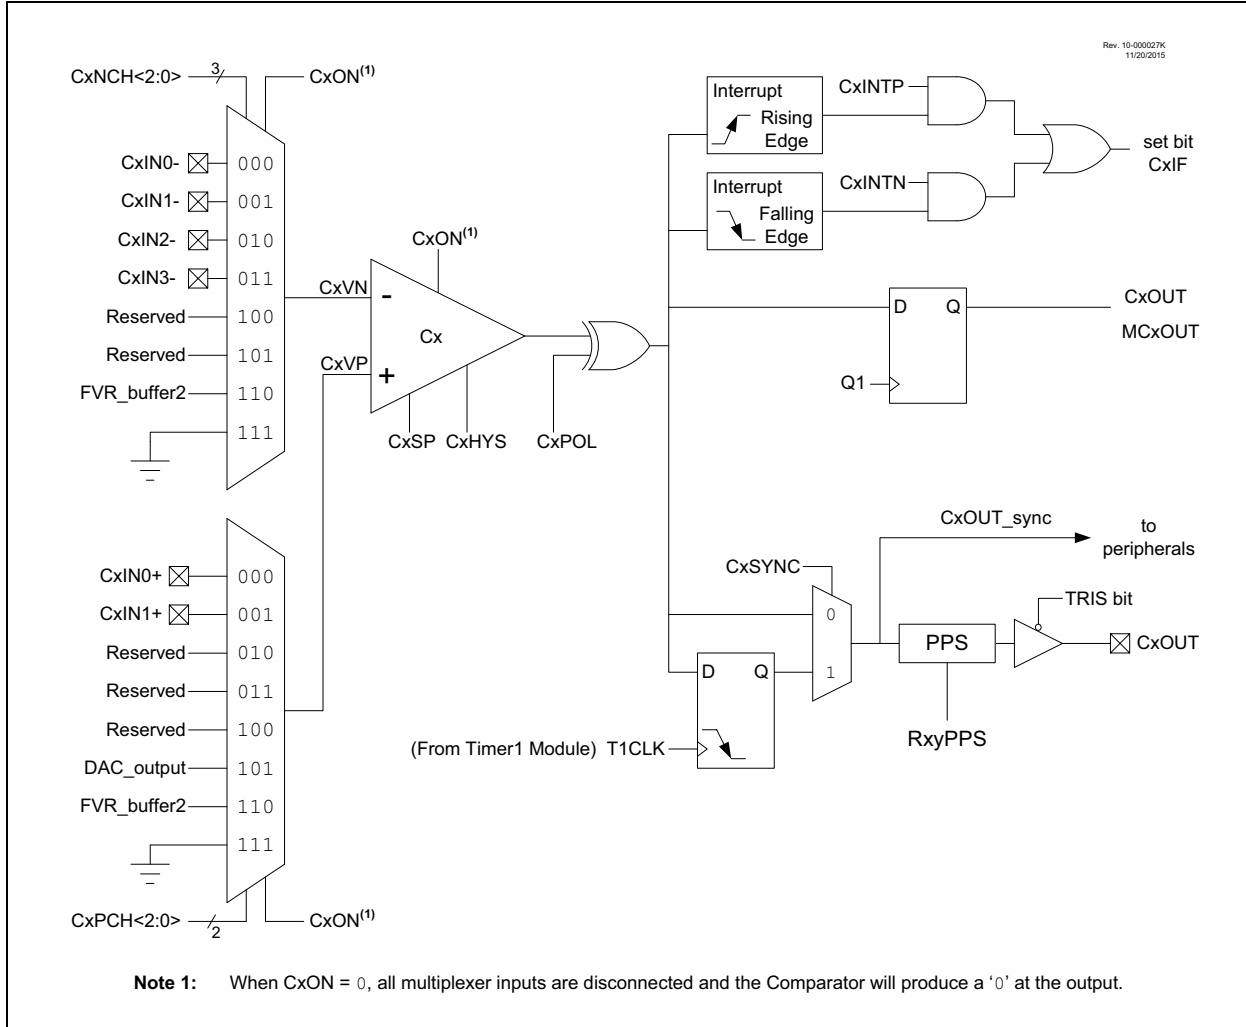 Rev. 10-000027K
11/20/2015
CxNCH<2:0>
3
CxON(1)
CxIN0-
000
CxIN1-
001
CxIN2-
010
CxIN3-
011
Reserved
100
Reserved
101
FVR_buffer2
110
111
CxVN
CxVP
CxON(1)
-
Cx
+
CxSP
CxHYS
CxPOL
Interrupt
Rising
Edge
CxINTP
Interrupt
Falling
Edge
CxINTN
set bit
CxIF
D
Q
Q1
CxOUT
MCxOUT
CxIN0+
000
CxIN1+
001
Reserved
010
Reserved
011
Reserved
100
DAC_output
101
FVR_buffer2
110
111
CxPCH<2:0>
2
CxON(1)
CxOUT_sync
to
peripherals
CxSYNC
0
1
D
Q
(From Timer1 Module) T1CLK
PPS
RxyPPS
TRIS bit
CxOUT
Note 1: When CxON = 0, all multiplexer inputs are disconnected and the Comparator will produce a ‘0’ at the output.